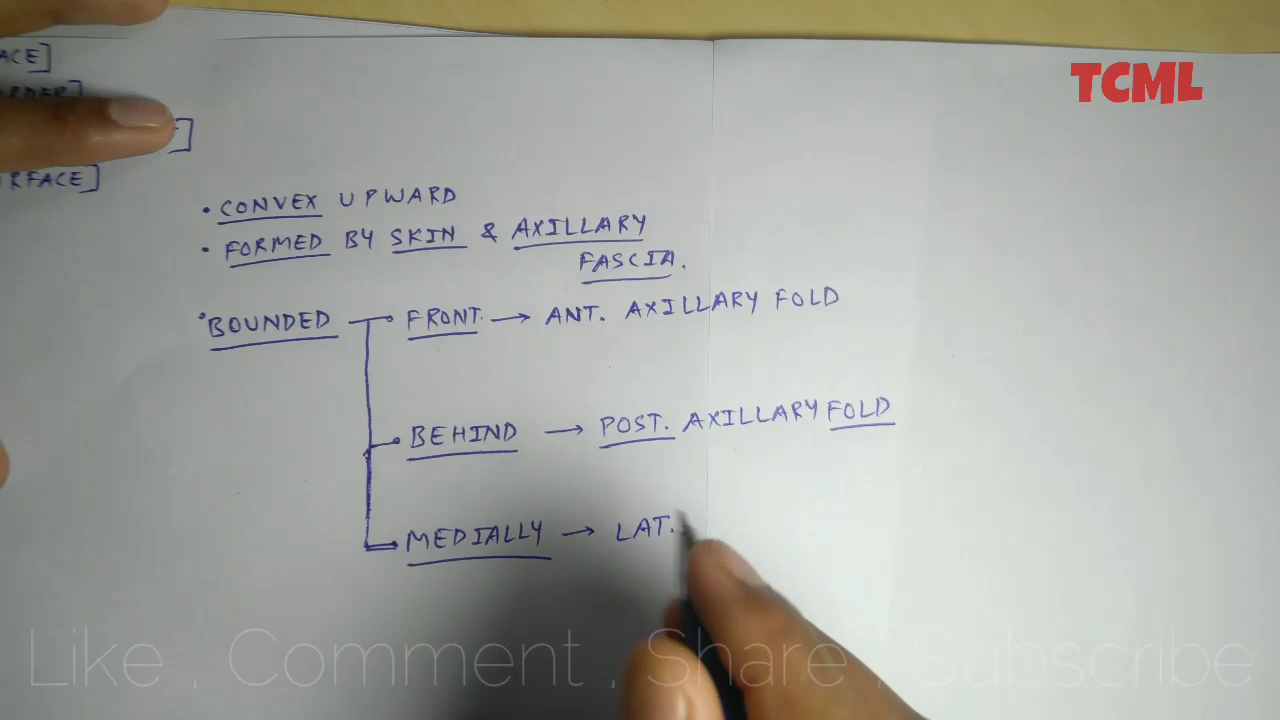 ACE]
TCML
RFACE]
• CONVEX UPWARD
• FORMED BY SKIN & AXILLARY
FASCIA.
• BOUNDED FRONT → ANT. AXILLARY FOLD
BEHIND → POST. AXILLARY FOLD
MEDIALLY → LAT.
Like , Comment , Share , Subscribe